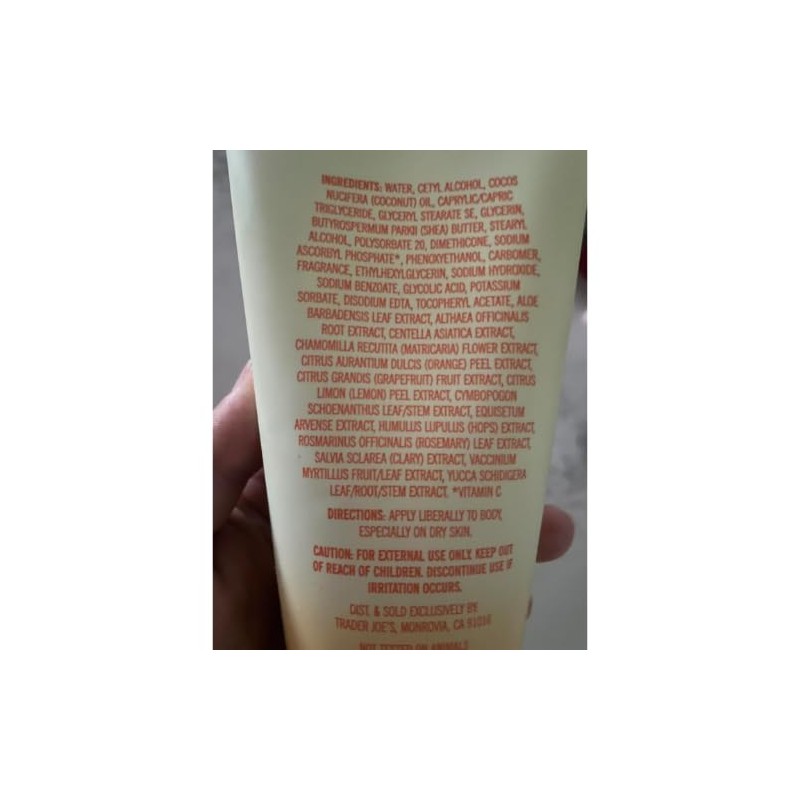 INGREDIENTS: WATER, CETYL ALCOHOL, COCOS
NUCIFERA (COCONUT) OIL, CAPRYLIC/CAPRIC
TRIGLYCERIDE, GLYCERYL STEARATE SE, GLYCERIN,
BUTYROSPERMUM PARKII (SHEA) BUTTER, STEARYL
ALCOHOL, POLYSORBATE 20, DIMETHICONE, SODIUM
ASCORBYL PHOSPHATE*, PHENOXYETHANOL, CARBOMER,
FRAGRANCE, ETHYLHEXYLGLYCERIN, SODIUM HYDROXIDE,
SODIUM BENZOATE, GLYCOLIC ACID, POTASSIUM
SORBATE, DISODIUM EDTA, TOCOPHERYL ACETATE, ALOE
BARBADENSIS LEAF EXTRACT, ALTHAEA OFFICINALIS
ROOT EXTRACT, CENTELLA ASIATICA EXTRACT,
CHAMOMILLA RECUTITA (MATRICARIA) FLOWER EXTRACT,
CITRUS AURANTIUM DULCIS (ORANGE) PEEL EXTRACT,
CITRUS GRANDIS (GRAPEFRUIT) FRUIT EXTRACT, CITRUS
LIMON (LEMON) PEEL EXTRACT, CYMBOPOGON
SCHOENANTHUS LEAF/STEM EXTRACT, EQUISETUM
ARVENSE EXTRACT, HUMULUS LUPULUS (HOPS) EXTRACT,
ROSMARINUS OFFICINALIS (ROSEMARY) LEAF EXTRACT,
SALVIA SCLAREA (CLARY) EXTRACT, VACCINIUM
MYRTILLUS FRUIT/LEAF EXTRACT, YUCCA SCHIDIGERA
LEAF/ROOT/STEM EXTRACT. *VITAMIN C
DIRECTIONS: APPLY LIBERALLY TO BODY,
ESPECIALLY ON DRY SKIN.
CAUTION: FOR EXTERNAL USE ONLY. KEEP OUT
OF REACH OF CHILDREN. DISCONTINUE USE IF
IRRITATION OCCURS.
DIST. & SOLD EXCLUSIVELY BY:
TRADER JOE'S, MONROVIA, CA 91016
NOT TESTED ON ANIMALS